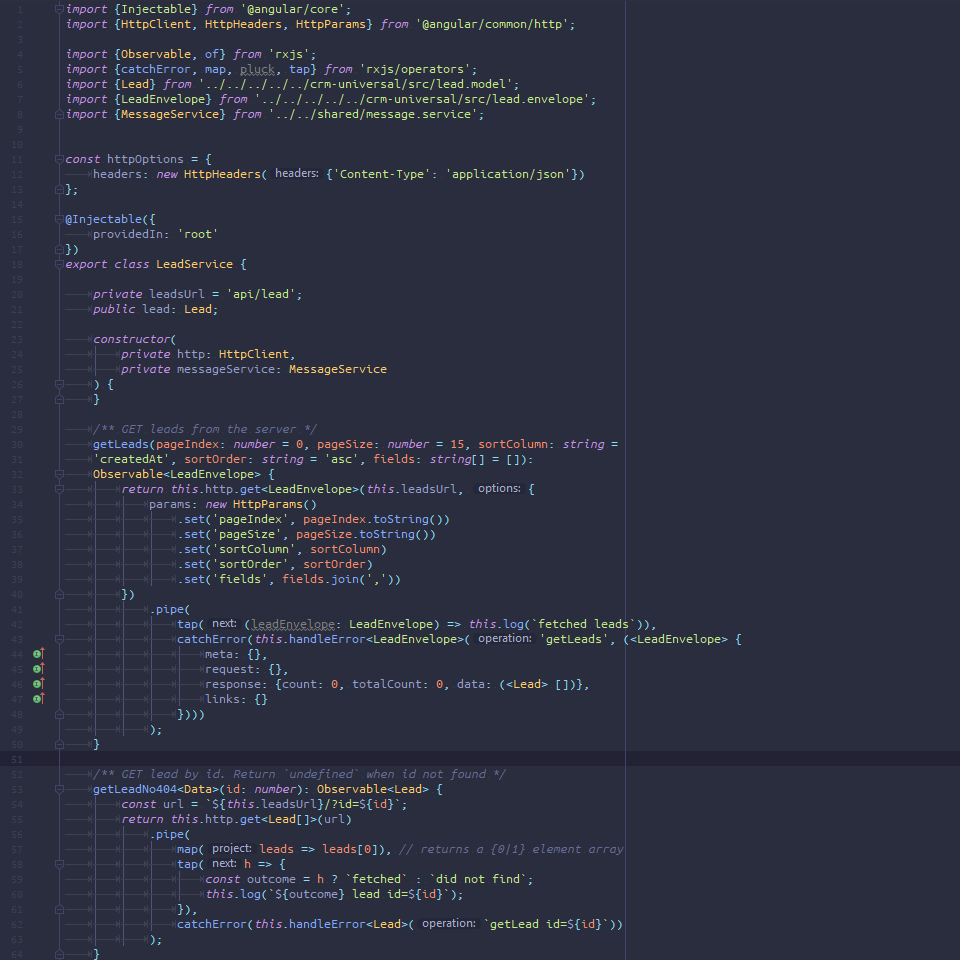 1 import {Injectable} from '@angular/core';
2 import {HttpClient, HttpHeaders, HttpParams} from '@angular/common/http';
3
4 import {Observable, of} from 'rxjs';
5 import {catchError, map, pluck, tap} from 'rxjs/operators';
6 import {Lead} from '../../../../../crm-universal/src/lead.model';
7 import {LeadEnvelope} from '../../../../../crm-universal/src/lead.envelope';
8 import {MessageService} from '../../shared/message.service';
9
10
11 const httpOptions = {
12 headers: new HttpHeaders( headers: {'Content-Type': 'application/json'})
13 };
14
15 @Injectable({
16 providedIn: 'root'
17 })
18 export class LeadService {
19
20 private leadsUrl = 'api/lead';
21 public lead: Lead;
22
23 constructor(
24 private http: HttpClient,
25 private messageService: MessageService
26 ) {
27 }
28
29 /** GET leads from the server */
30 getLeads(pageIndex: number = 0, pageSize: number = 15, sortColumn: string =
31 'createdAt', sortOrder: string = 'asc', fields: string[] = []):
32 Observable<LeadEnvelope> {
33 return this.http.get<LeadEnvelope>(this.leadsUrl, options: {
34 params: new HttpParams()
35 .set('pageIndex', pageIndex.toString())
36 .set('pageSize', pageSize.toString())
37 .set('sortColumn', sortColumn)
38 .set('sortOrder', sortOrder)
39 .set('fields', fields.join(','))
40 })
41 .pipe(
42 tap( next: (leadEnvelope: LeadEnvelope) => this.log(`fetched leads`)),
43 catchError(this.handleError<LeadEnvelope>( operation: 'getLeads', (<LeadEnvelope> {
44 meta: {},
45 request: {},
46 response: {count: 0, totalCount: 0, data: (<Lead> [])},
47 links: {}
48 })))
49 );
50 }
51
52 /** GET lead by id. Return `undefined` when id not found */
53 getLeadNo404<Data>(id: number): Observable<Lead> {
54 const url = `${this.leadsUrl}/?id=${id}`;
55 return this.http.get<Lead[]>(url)
56 .pipe(
57 map( project: leads => leads[0]), // returns a {0|1} element array
58 tap( next: h => {
59 const outcome = h ? `fetched` : `did not find`;
60 this.log(`${outcome} lead id=${id}`);
61 }),
62 catchError(this.handleError<Lead>( operation: `getLead id=${id}`))
63 );
64 }